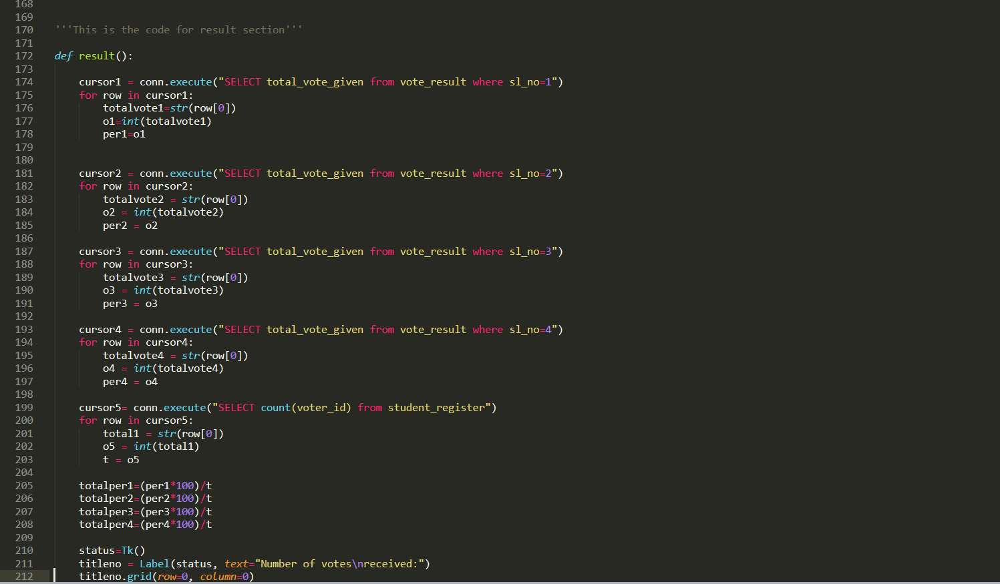 168
169
170 '''This is the code for result section'''
171
172 def result():
173
174     cursor1 = conn.execute("SELECT total_vote_given from vote_result where sl_no=1")
175     for row in cursor1:
176         totalvote1=str(row[0])
177         o1=int(totalvote1)
178         per1=o1
179
180
181     cursor2 = conn.execute("SELECT total_vote_given from vote_result where sl_no=2")
182     for row in cursor2:
183         totalvote2 = str(row[0])
184         o2 = int(totalvote2)
185         per2 = o2
186
187     cursor3 = conn.execute("SELECT total_vote_given from vote_result where sl_no=3")
188     for row in cursor3:
189         totalvote3 = str(row[0])
190         o3 = int(totalvote3)
191         per3 = o3
192
193     cursor4 = conn.execute("SELECT total_vote_given from vote_result where sl_no=4")
194     for row in cursor4:
195         totalvote4 = str(row[0])
196         o4 = int(totalvote4)
197         per4 = o4
198
199     cursor5= conn.execute("SELECT count(voter_id) from student_register")
200     for row in cursor5:
201         total1 = str(row[0])
202         o5 = int(total1)
203         t = o5
204
205     totalper1=(per1*100)/t
206     totalper2=(per2*100)/t
207     totalper3=(per3*100)/t
208     totalper4=(per4*100)/t
209
210     status=Tk()
211     titleno = Label(status, text="Number of votes\nreceived:")
212     titleno.grid(row=0, column=0)